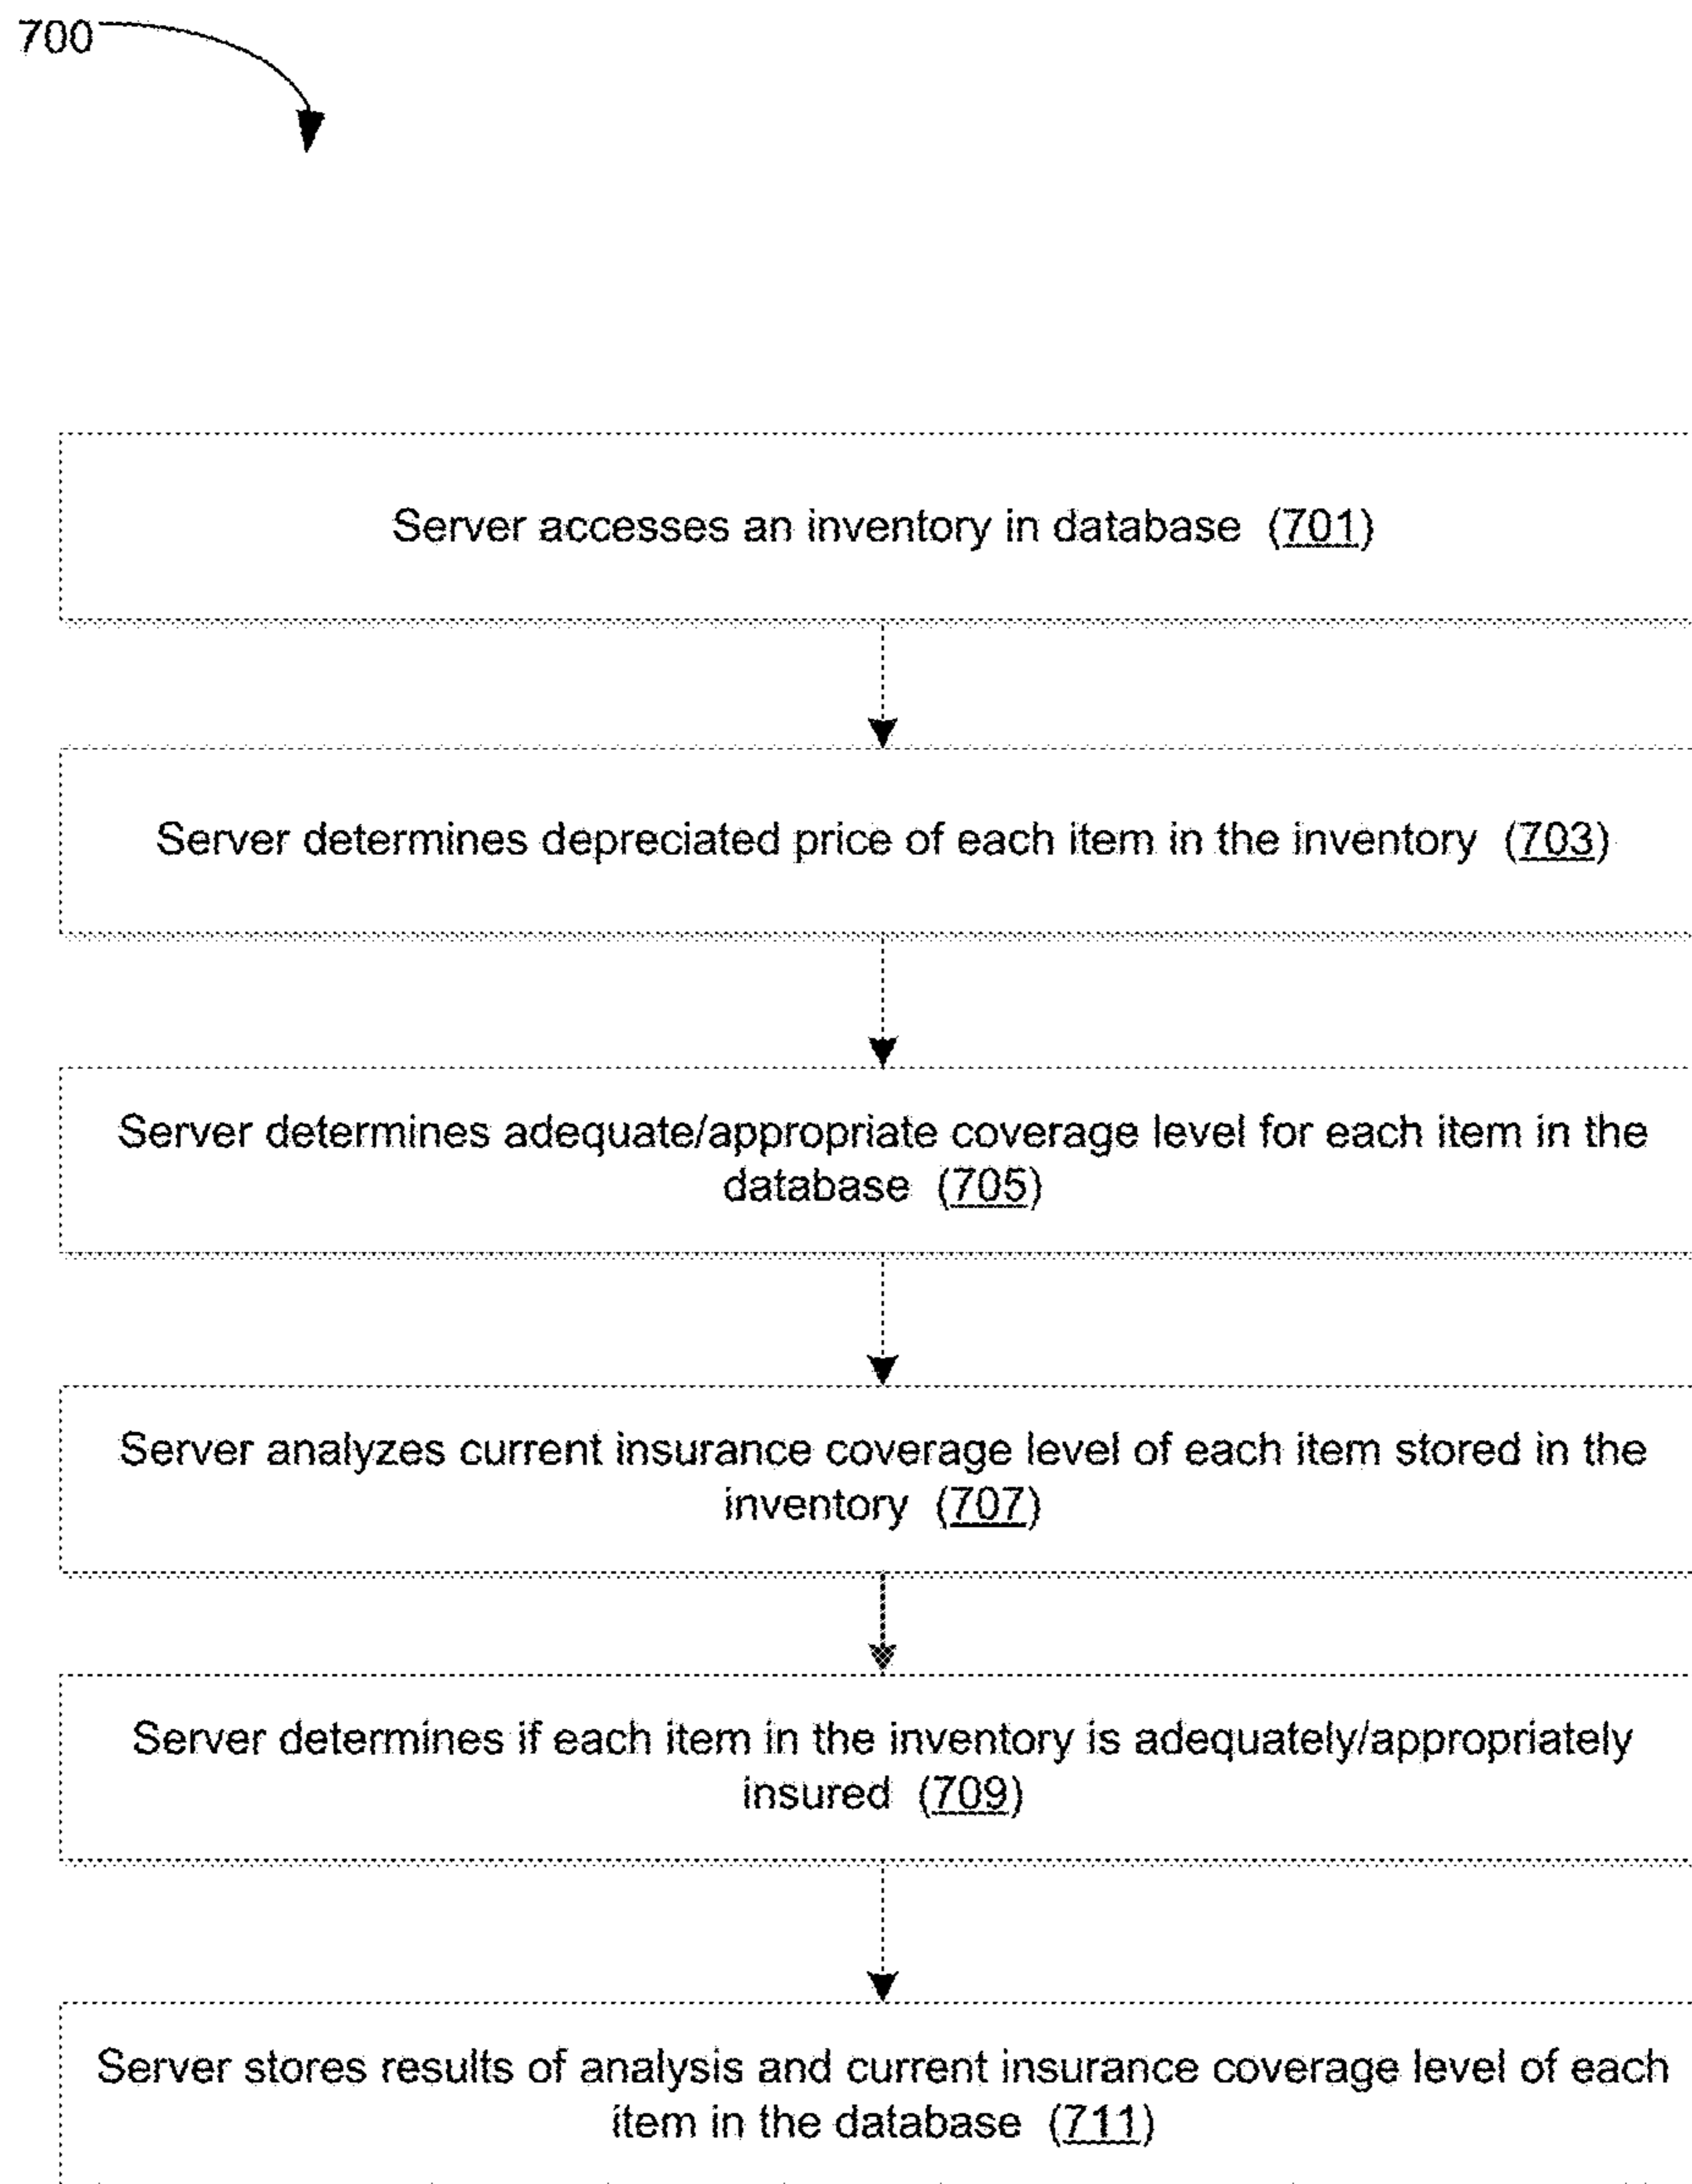 700
Server accesses an inventory in database (701)
Server determines depreciated price of each item in the inventory (703)
Server determines adequate/appropriate coverage level for each item in the
database (705)
Server analyzes current insurance coverage level of each item stored in the
inventory (707)
Server determines if each item in the inventory is adequately/appropriately
insured (709)
Server stores results of analysis and current insurance coverage level of each
item in the database (711)